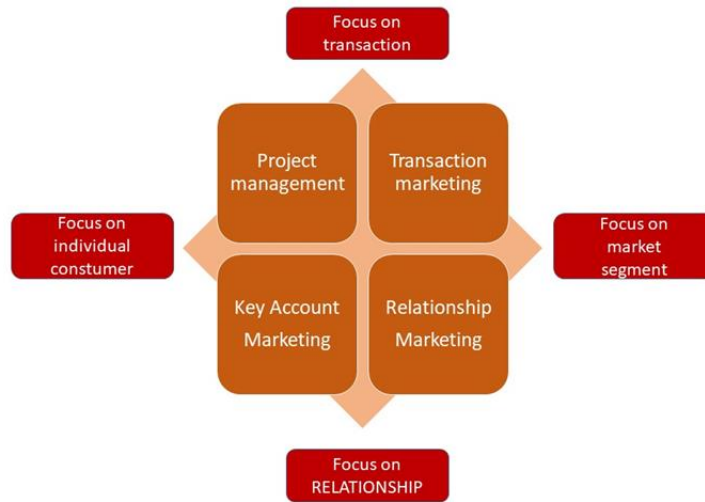 Focus on
transaction
Project
management
Transaction
marketing
Focus on
individual
constumer
Focus on
market
segment
Key Account
Marketing
Relationship
Marketing
Focus on
RELATIONSHIP